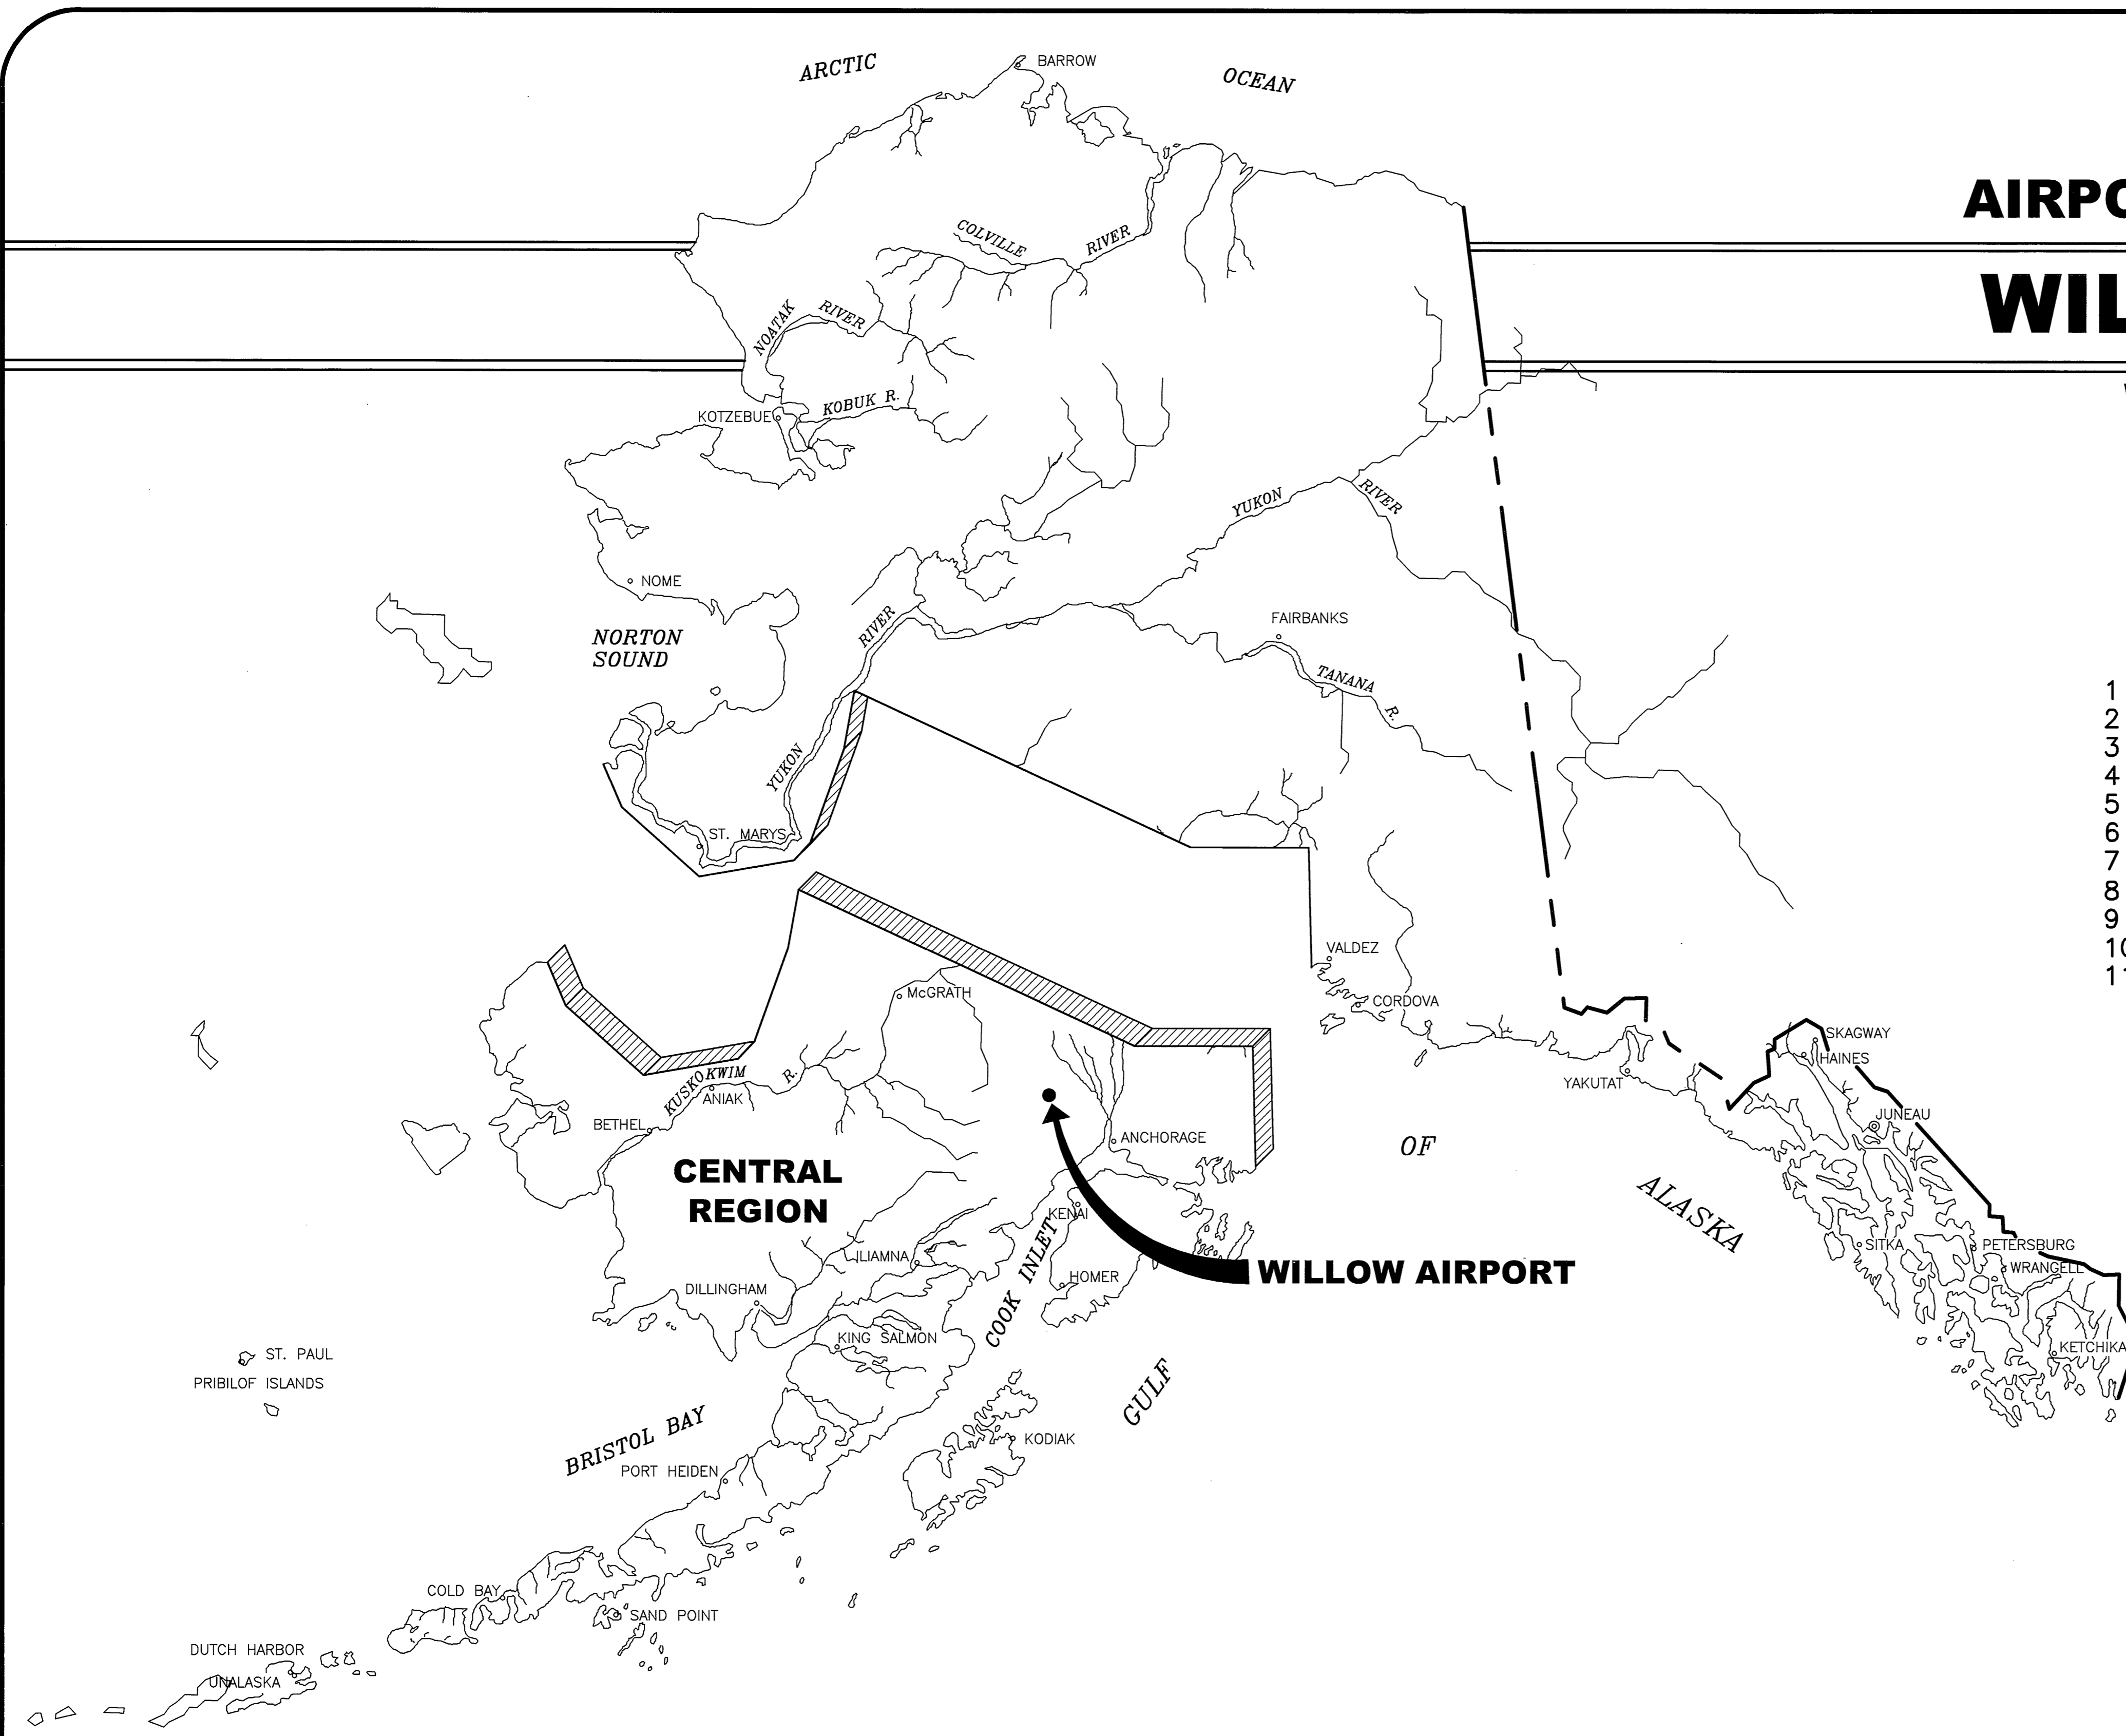 ARCTIC
OCEAN
BARROW
AIRPO
COLVILLE
RIVER
WIL
NOATAK
RIVER
KOBUK R.
KOTZEBUE
YUKON
RIVER
NOME
NORTON
SOUND
RIVER
FAIRBANKS
TANANA
R.
1
2
3
4
5
6
7
8
9
10
11
YUKON
ST. MARYS
VALDEZ
CORDOVA
McGRATH
SKAGWAY
HAINES
YAKUTAT
JUNEAU
KUSKOKWIM
R.
ANIAK
BETHEL
ANCHORAGE
OF
CENTRAL
REGION
ALASKA
KENAI
SITKA
PETERSBURG
WRANGELL
ILIAMNA
COOK INLET
HOMER
WILLOW AIRPORT
DILLINGHAM
KING SALMON
KETCHIKA
ST. PAUL
PRIBILOF ISLANDS
GULF
BRISTOL BAY
KODIAK
PORT HEIDEN
COLD BAY
SAND POINT
DUTCH HARBOR
UNALASKA